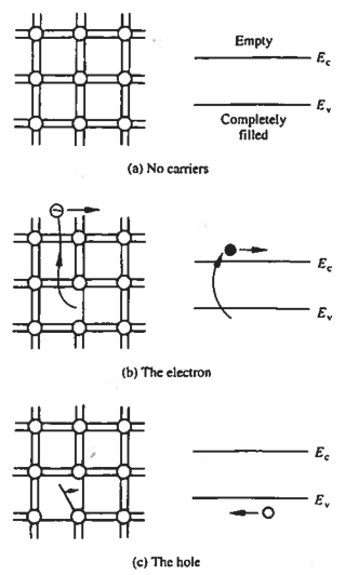 Empty
E_c
E_v
Completely
filled
(a) No carriers
E_c
E_v
(b) The electron
E_c
E_v
(c) The hole